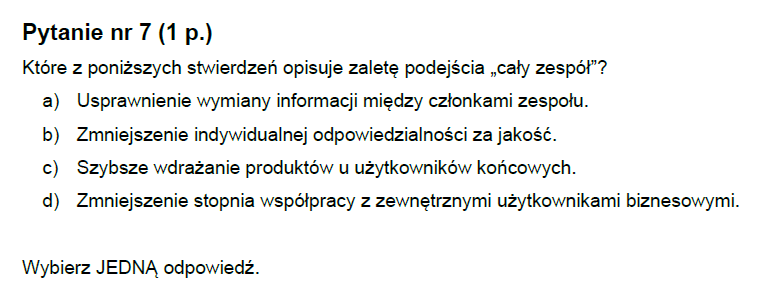 Pytanie nr 7 (1 p.)
Które z poniższych stwierdzeń opisuje zaletę podejścia „cały zespół”?
a) Usprawnienie wymiany informacji między członkami zespołu.
b) Zmniejszenie indywidualnej odpowiedzialności za jakość.
c) Szybsze wdrażanie produktów u użytkowników końcowych.
d) Zmniejszenie stopnia współpracy z zewnętrznymi użytkownikami biznesowymi.
Wybierz JEDNĄ odpowiedź.